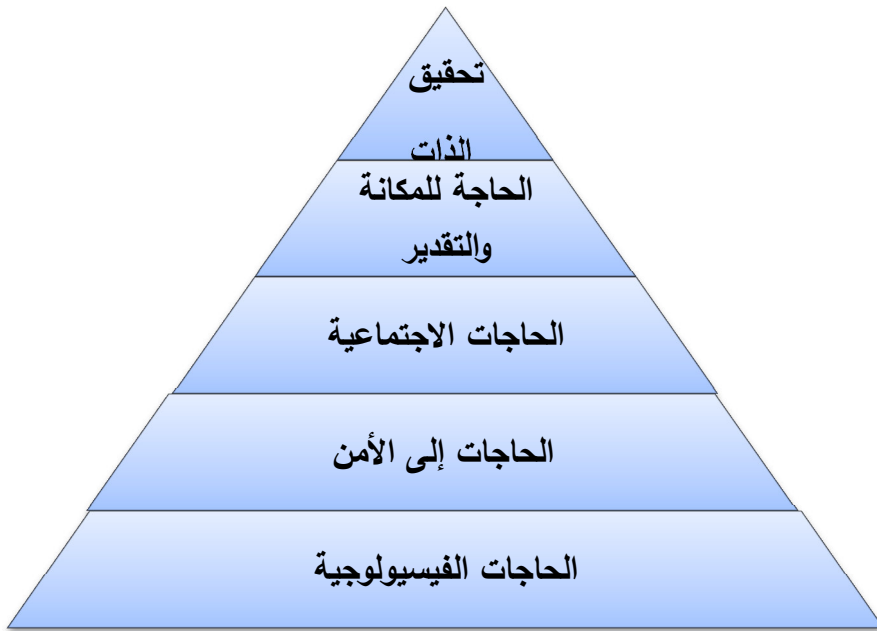 تحقيق
الذات
الحاجة للمكانة
والتقدير
الحاجات الاجتماعية
الحاجات إلى الأمن
الحاجات الفيسيولوجية